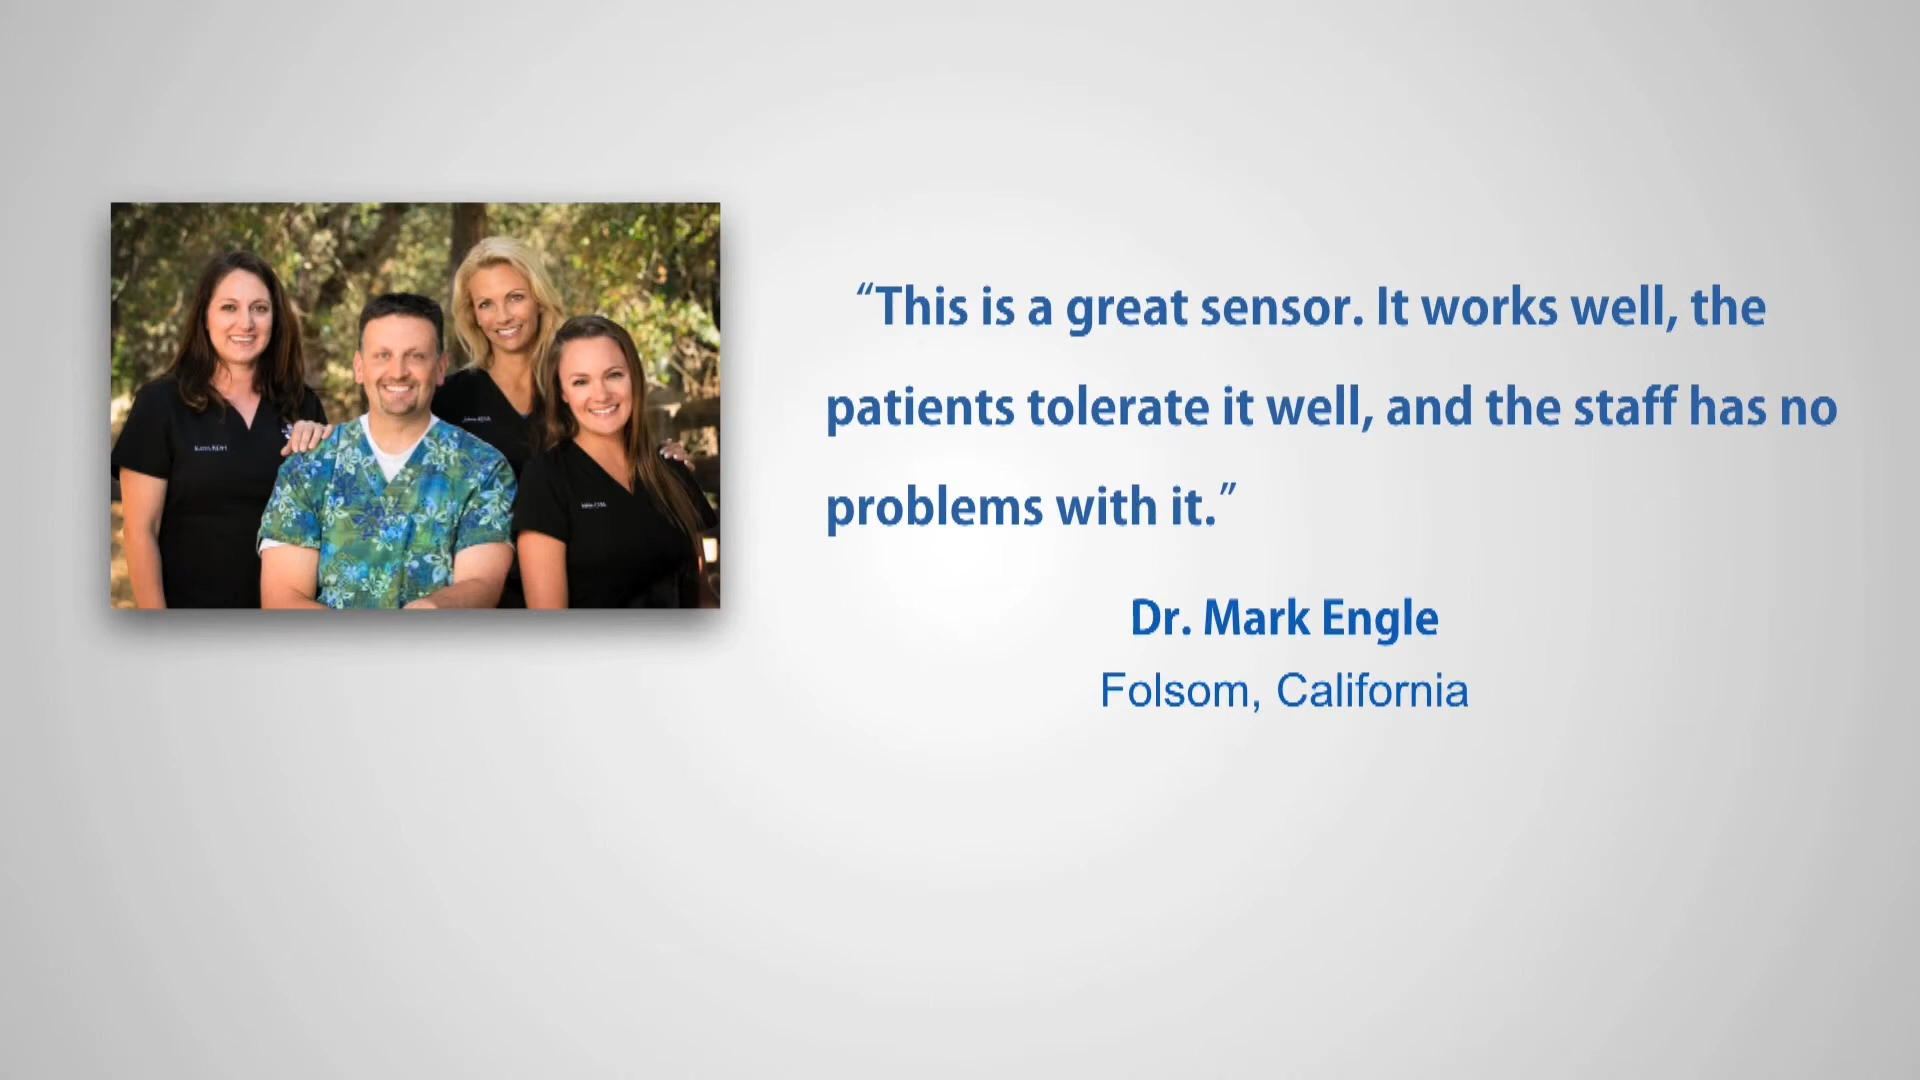 “This is a great sensor. It works well, the
patients tolerate it well, and the staff has no
problems with it.”
Dr. Mark Engle
Folsom, California